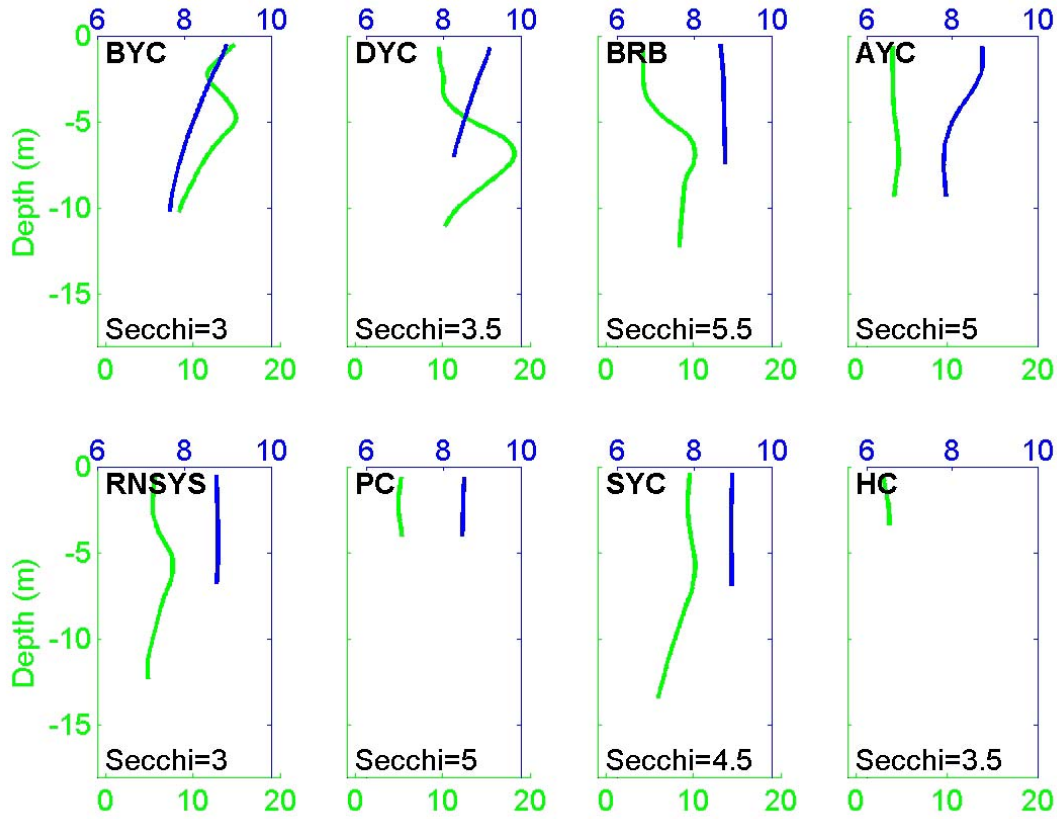 6 8 10 6 8 10 6 8 10 6 8 10
0 BYC DYC BRB AYC
-5
-10
-15
Depth (m)
Secchi=3 Secchi=3.5 Secchi=5.5 Secchi=5
0 10 20 0 10 20 0 10 20 0 10 20
6 8 10 6 8 10 6 8 10 6 8 10
0 RNSYS PC SYC HC
-5
-10
-15
Depth (m)
Secchi=3 Secchi=5 Secchi=4.5 Secchi=3.5
0 10 20 0 10 20 0 10 20 0 10 20